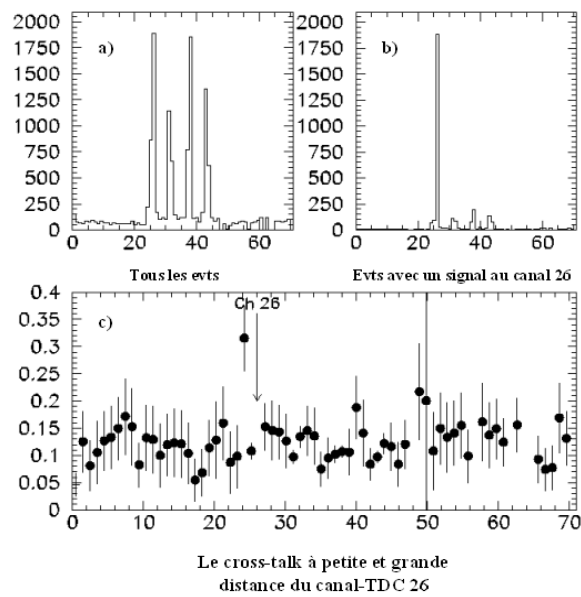 2000
1750
1500
1250
1000
750
500
250
0
a)
0 20 40 60
Tous les evts
2000
1750
1500
1250
1000
750
500
250
0
b)
0 20 40 60
Evts avec un signal au canal 26
0.4
0.35
0.3
0.25
0.2
0.15
0.1
0.05
0
c)
Ch 26
0 10 20 30 40 50 60 70
Le cross-talk à petite et grande
distance du canal-TDC 26